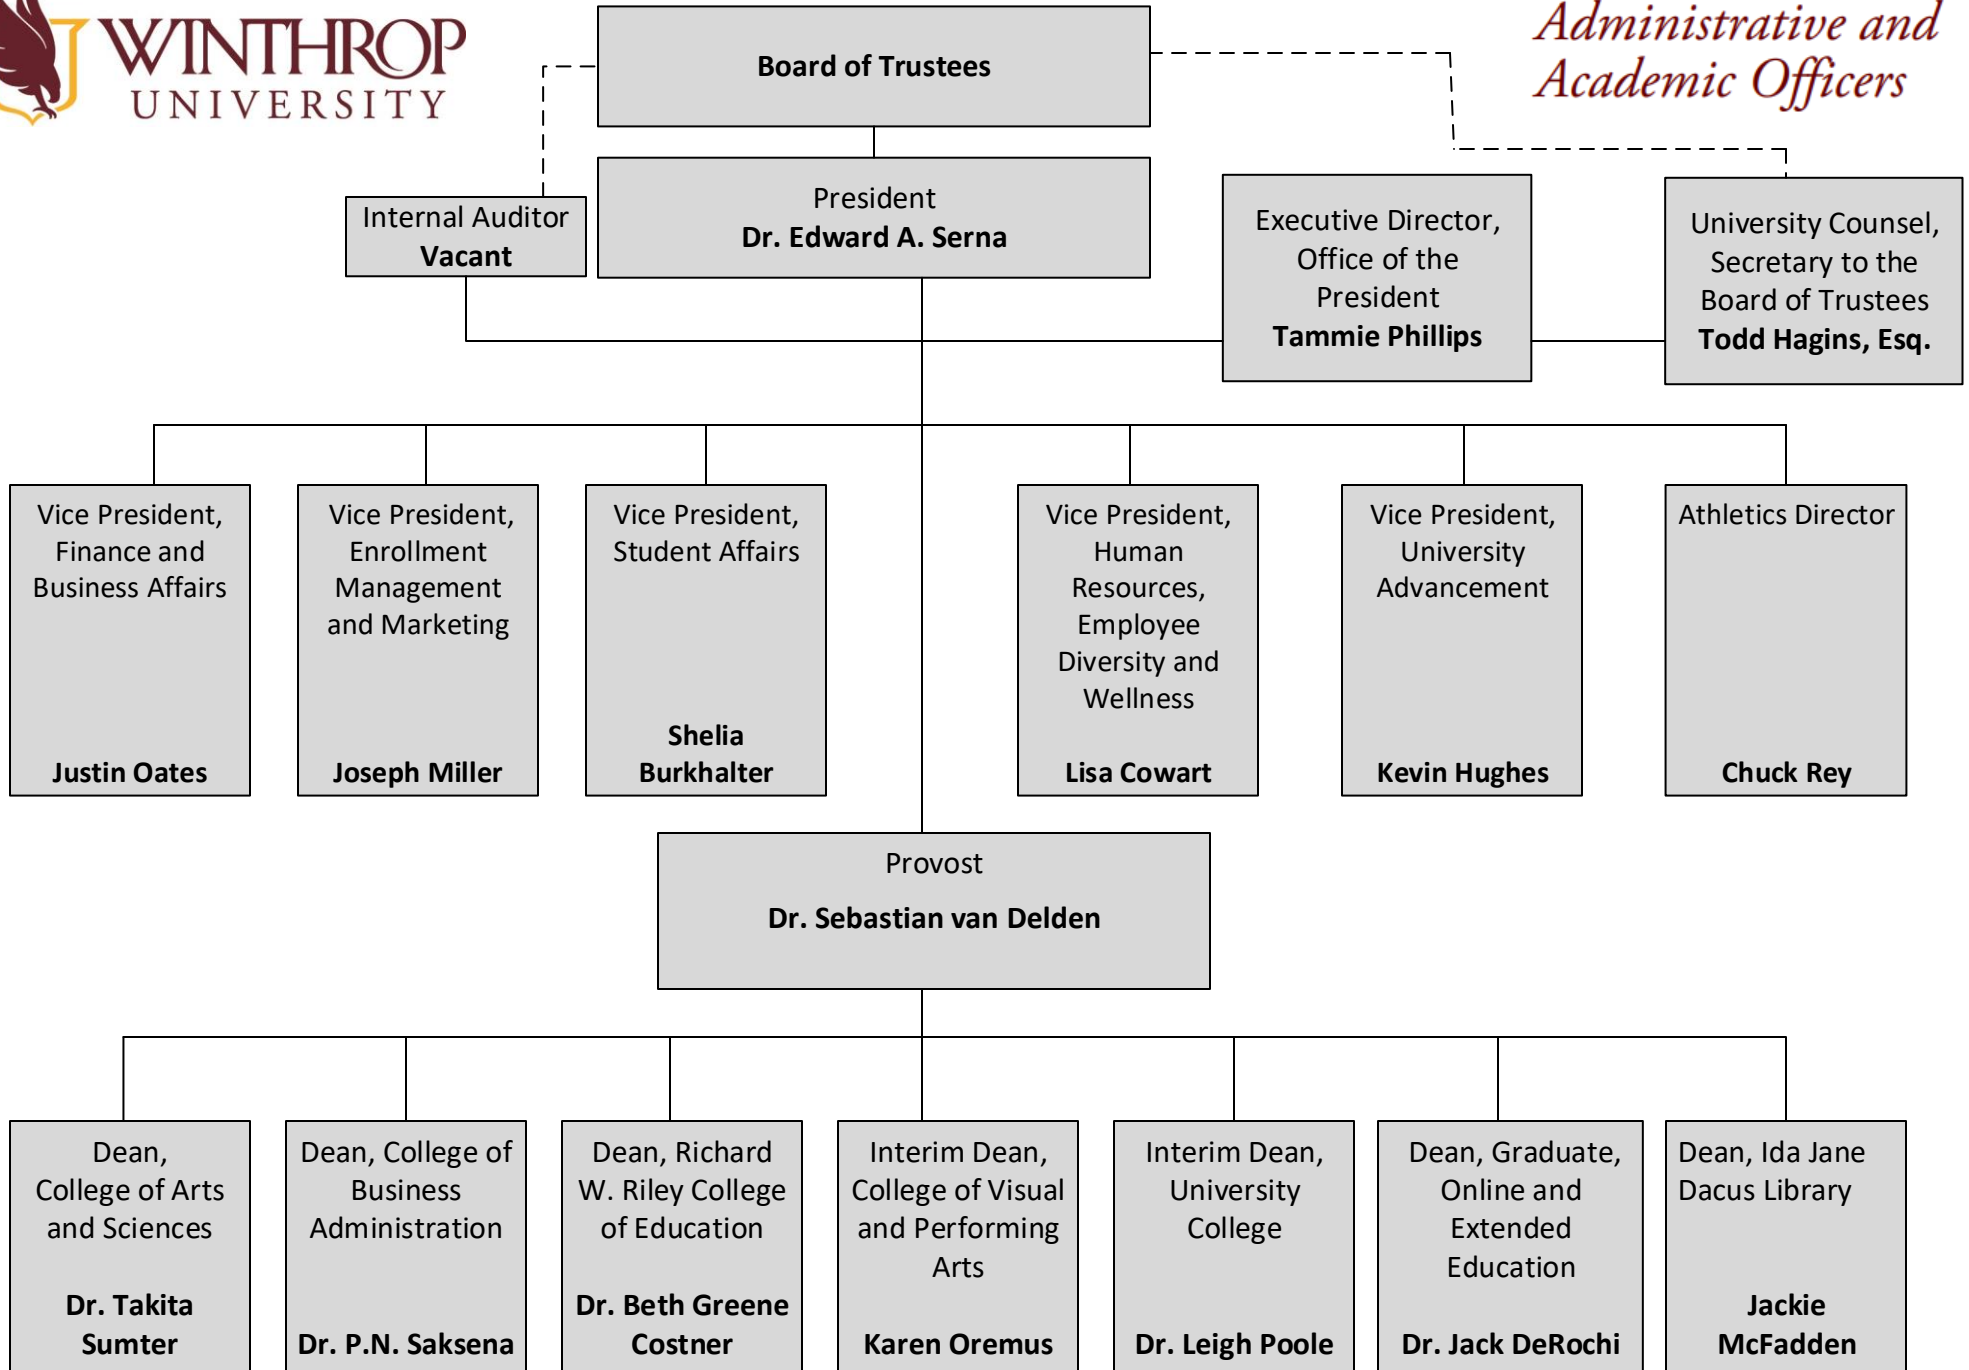 WINTHROP
UNIVERSITY
Administrative and
Academic Officers
Board of Trustees
President
Dr. Edward A. Serna
Internal Auditor
Vacant
Executive Director,
Office of the
President
Tammie Phillips
University Counsel,
Secretary to the
Board of Trustees
Todd Hagins, Esq.
Vice President,
Finance and
Business Affairs
Justin Oates
Vice President,
Enrollment
Management
and Marketing
Joseph Miller
Vice President,
Student Affairs
Shelia
Burkhalter
Vice President,
Human
Resources,
Employee
Diversity and
Wellness
Lisa Cowart
Vice President,
University
Advancement
Kevin Hughes
Athletics Director
Chuck Rey
Provost
Dr. Sebastian van Delden
Dean,
College of Arts
and Sciences
Dr. Takita
Sumter
Dean, College of
Business
Administration
Dr. P.N. Saksena
Dean, Richard
W. Riley College
of Education
Dr. Beth Greene
Costner
Interim Dean,
College of Visual
and Performing
Arts
Karen Oremus
Interim Dean,
University
College
Dr. Leigh Poole
Dean, Graduate,
Online and
Extended
Education
Dr. Jack DeRochi
Dean, Ida Jane
Dacus Library
Jackie
McFadden